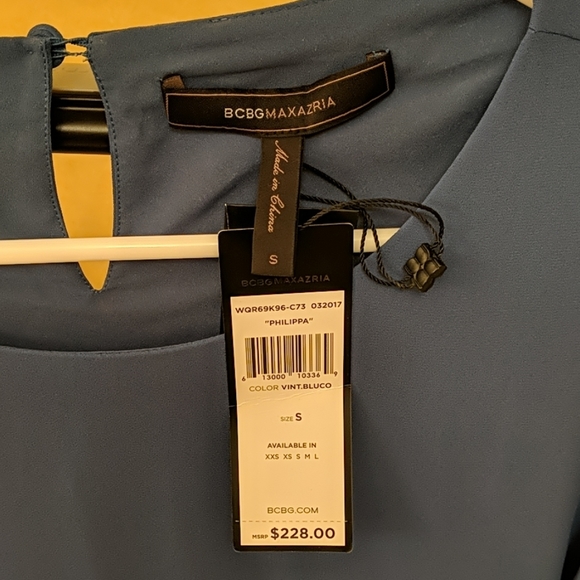 BCBGMAXAZRIA
Made in China
S
BCBGMAXAZRIA
WQR69K96-C73 032017
"PHILIPPA"
6 13000 10336 9
COLOR VINT.BLUCO
SIZE S
AVAILABLE IN
XXS XS S M L
BCBG.COM
MSRP $228.00